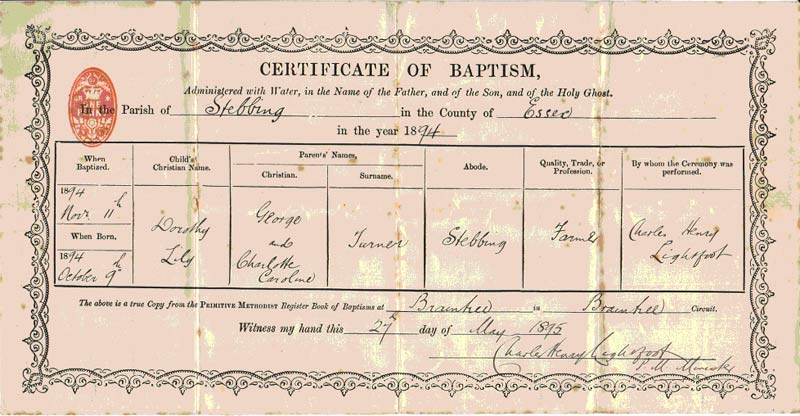 CERTIFICATE OF BAPTISM,
Administered with Water, in the Name of the Father, and of the Son, and of the Holy Ghost.
In the Parish of Stebbing in the County of Essex
in the year 1894
When Baptized.
Child's Christian Name.
Parents' Names,
Christian.
Surname.
Abode.
Quality, Trade, or Profession.
By whom the Ceremony was performed.
1894
Novr. 11th
When Born.
1894
October 9th
Dorothy
Lily
George
and
Charlotte
Caroline
Turner
Stebbing
Farmer
Charles Henry
Lightfoot
The above is a true Copy from the PRIMITIVE METHODIST Register Book of Baptisms at Braintree in Braintree Circuit.
Witness my hand this 27th day of May 1895
Charles Henry Lightfoot
P.M. Minister